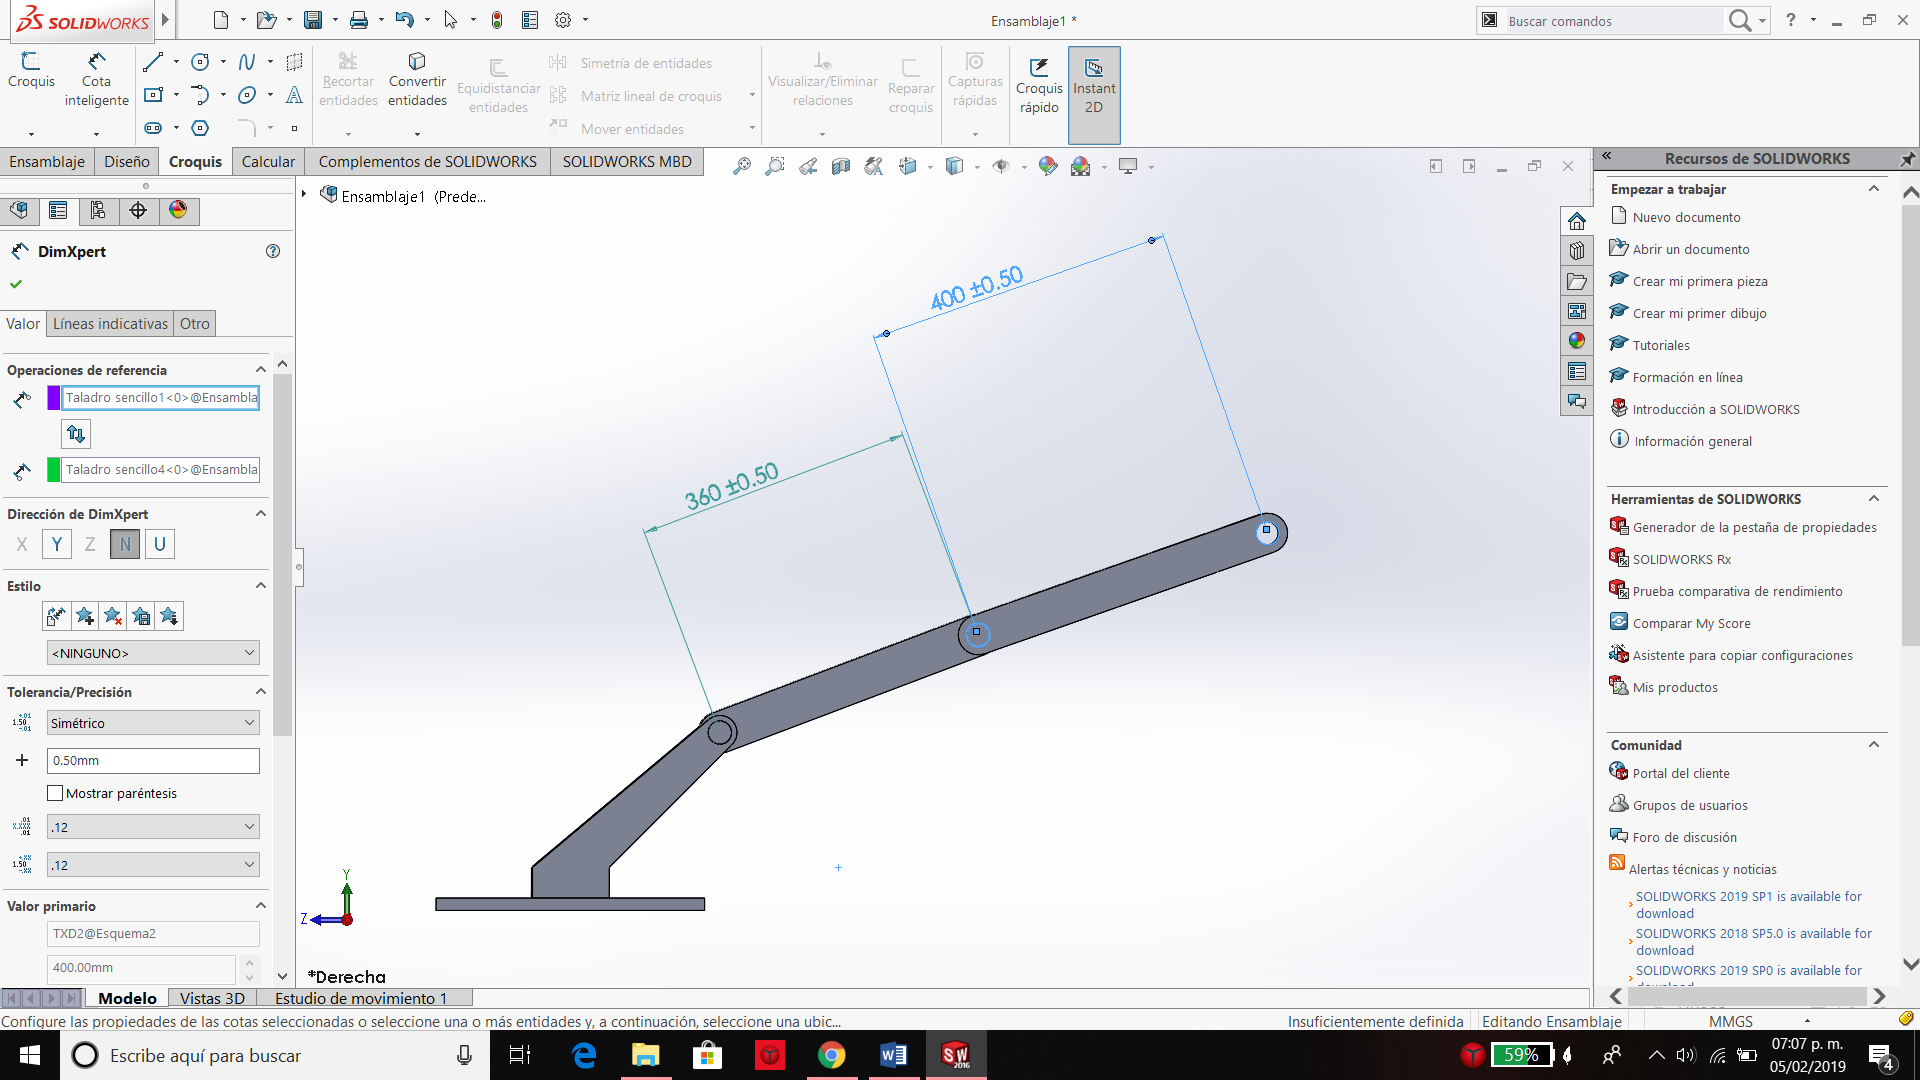 SOLIDWORKS
Ensamblaje1 *
Buscar comandos
?
Croquis
Cota
inteligente
Recortar
entidades
Convertir
entidades
Equidistanciar
entidades
Simetría de entidades
Matriz lineal de croquis
Mover entidades
Visualizar/Eliminar
relaciones
Reparar
croquis
Capturas
rápidas
Croquis
rápido
Instant
2D
Ensamblaje
Diseño
Croquis
Calcular
Complementos de SOLIDWORKS
SOLIDWORKS MBD
Ensamblaje1 (Prede...
DimXpert
Valor
Líneas indicativas
Otro
Operaciones de referencia
Taladro sencillo1<0>@Ensambla
Taladro sencillo4<0>@Ensambla
Dirección de DimXpert
X Y Z N U
Estilo
<NINGUNO>
Tolerancia/Precisión
Simétrico
0.50mm
Mostrar paréntesis
.12
.12
Valor primario
TXD2@Esquema2
400.00mm
400 ±0.50
360 ±0.50
Y
Z
*Derecha
Modelo
Vistas 3D
Estudio de movimiento 1
Configure las propiedades de las cotas seleccionadas o seleccione una o más entidades y, a continuación, seleccione una ubic...
Insuficientemente definida
Editando Ensamblaje
MMGS
Recursos de SOLIDWORKS
Empezar a trabajar
Nuevo documento
Abrir un documento
Crear mi primera pieza
Crear mi primer dibujo
Tutoriales
Formación en línea
Introducción a SOLIDWORKS
Información general
Herramientas de SOLIDWORKS
Generador de la pestaña de propiedades
SOLIDWORKS Rx
Prueba comparativa de rendimiento
Comparar My Score
Asistente para copiar configuraciones
Mis productos
Comunidad
Portal del cliente
Grupos de usuarios
Foro de discusión
Alertas técnicas y noticias
SOLIDWORKS 2019 SP1 is available for
download
SOLIDWORKS 2018 SP5.0 is available for
download
SOLIDWORKS 2019 SP0 is available for
Escribe aquí para buscar
SW
2016
59%
07:07 p. m.
05/02/2019
4